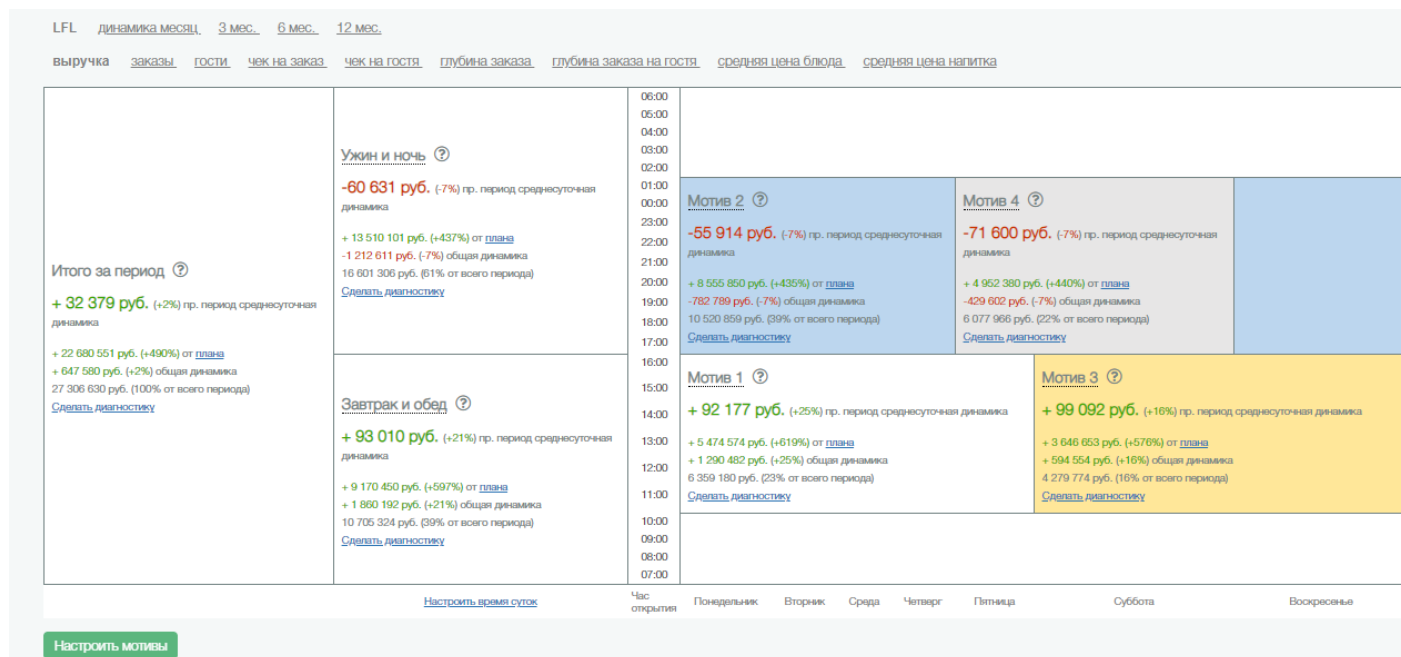 LFL динамика месяц 3 мес. 6 мес. 12 мес.
выручка заказы гости чек на заказ чек на гостя глубина заказа глубина заказа на гостя средняя цена блюда средняя цена напитка
Итого за период ?
+ 32 379 руб. (+2%) пр. период среднесуточная
динамика
+ 22 680 551 руб. (+490%) от плана
+ 647 580 руб. (+2%) общая динамика
27 306 630 руб. (100% от всего периода)
Сделать диагностику
Ужин и ночь ?
-60 631 руб. (-7%) пр. период среднесуточная
динамика
+ 13 510 101 руб. (+437%) от плана
-1 212 611 руб. (-7%) общая динамика
16 601 306 руб. (61% от всего периода)
Сделать диагностику
Завтрак и обед ?
+ 93 010 руб. (+21%) пр. период среднесуточная
динамика
+ 9 170 450 руб. (+597%) от плана
+ 1 860 192 руб. (+21%) общая динамика
10 705 324 руб. (39% от всего периода)
Сделать диагностику
06:00
05:00
04:00
03:00
02:00
01:00
00:00
23:00
22:00
21:00
20:00
19:00
18:00
17:00
16:00
15:00
14:00
13:00
12:00
11:00
10:00
09:00
08:00
07:00
Мотив 2 ?
-55 914 руб. (-7%) пр. период среднесуточная
динамика
+ 8 555 850 руб. (+435%) от плана
-782 789 руб. (-7%) общая динамика
10 520 859 руб. (39% от всего периода)
Сделать диагностику
Мотив 4 ?
-71 600 руб. (-7%) пр. период среднесуточная
динамика
+ 4 952 380 руб. (+440%) от плана
-429 602 руб. (-7%) общая динамика
6 077 966 руб. (22% от всего периода)
Сделать диагностику
Мотив 1 ?
+ 92 177 руб. (+25%) пр. период среднесуточная динамика
+ 5 474 574 руб. (+619%) от плана
+ 1 290 482 руб. (+25%) общая динамика
6 359 180 руб. (23% от всего периода)
Сделать диагностику
Мотив 3 ?
+ 99 092 руб. (+16%) пр. период среднесуточная динамика
+ 3 646 653 руб. (+576%) от плана
+ 594 554 руб. (+16%) общая динамика
4 279 774 руб. (16% от всего периода)
Сделать диагностику
Настроить время суток
Час
открытия
Понедельник Вторник Среда Четверг Пятница Суббота Воскресенье
Настроить мотивы